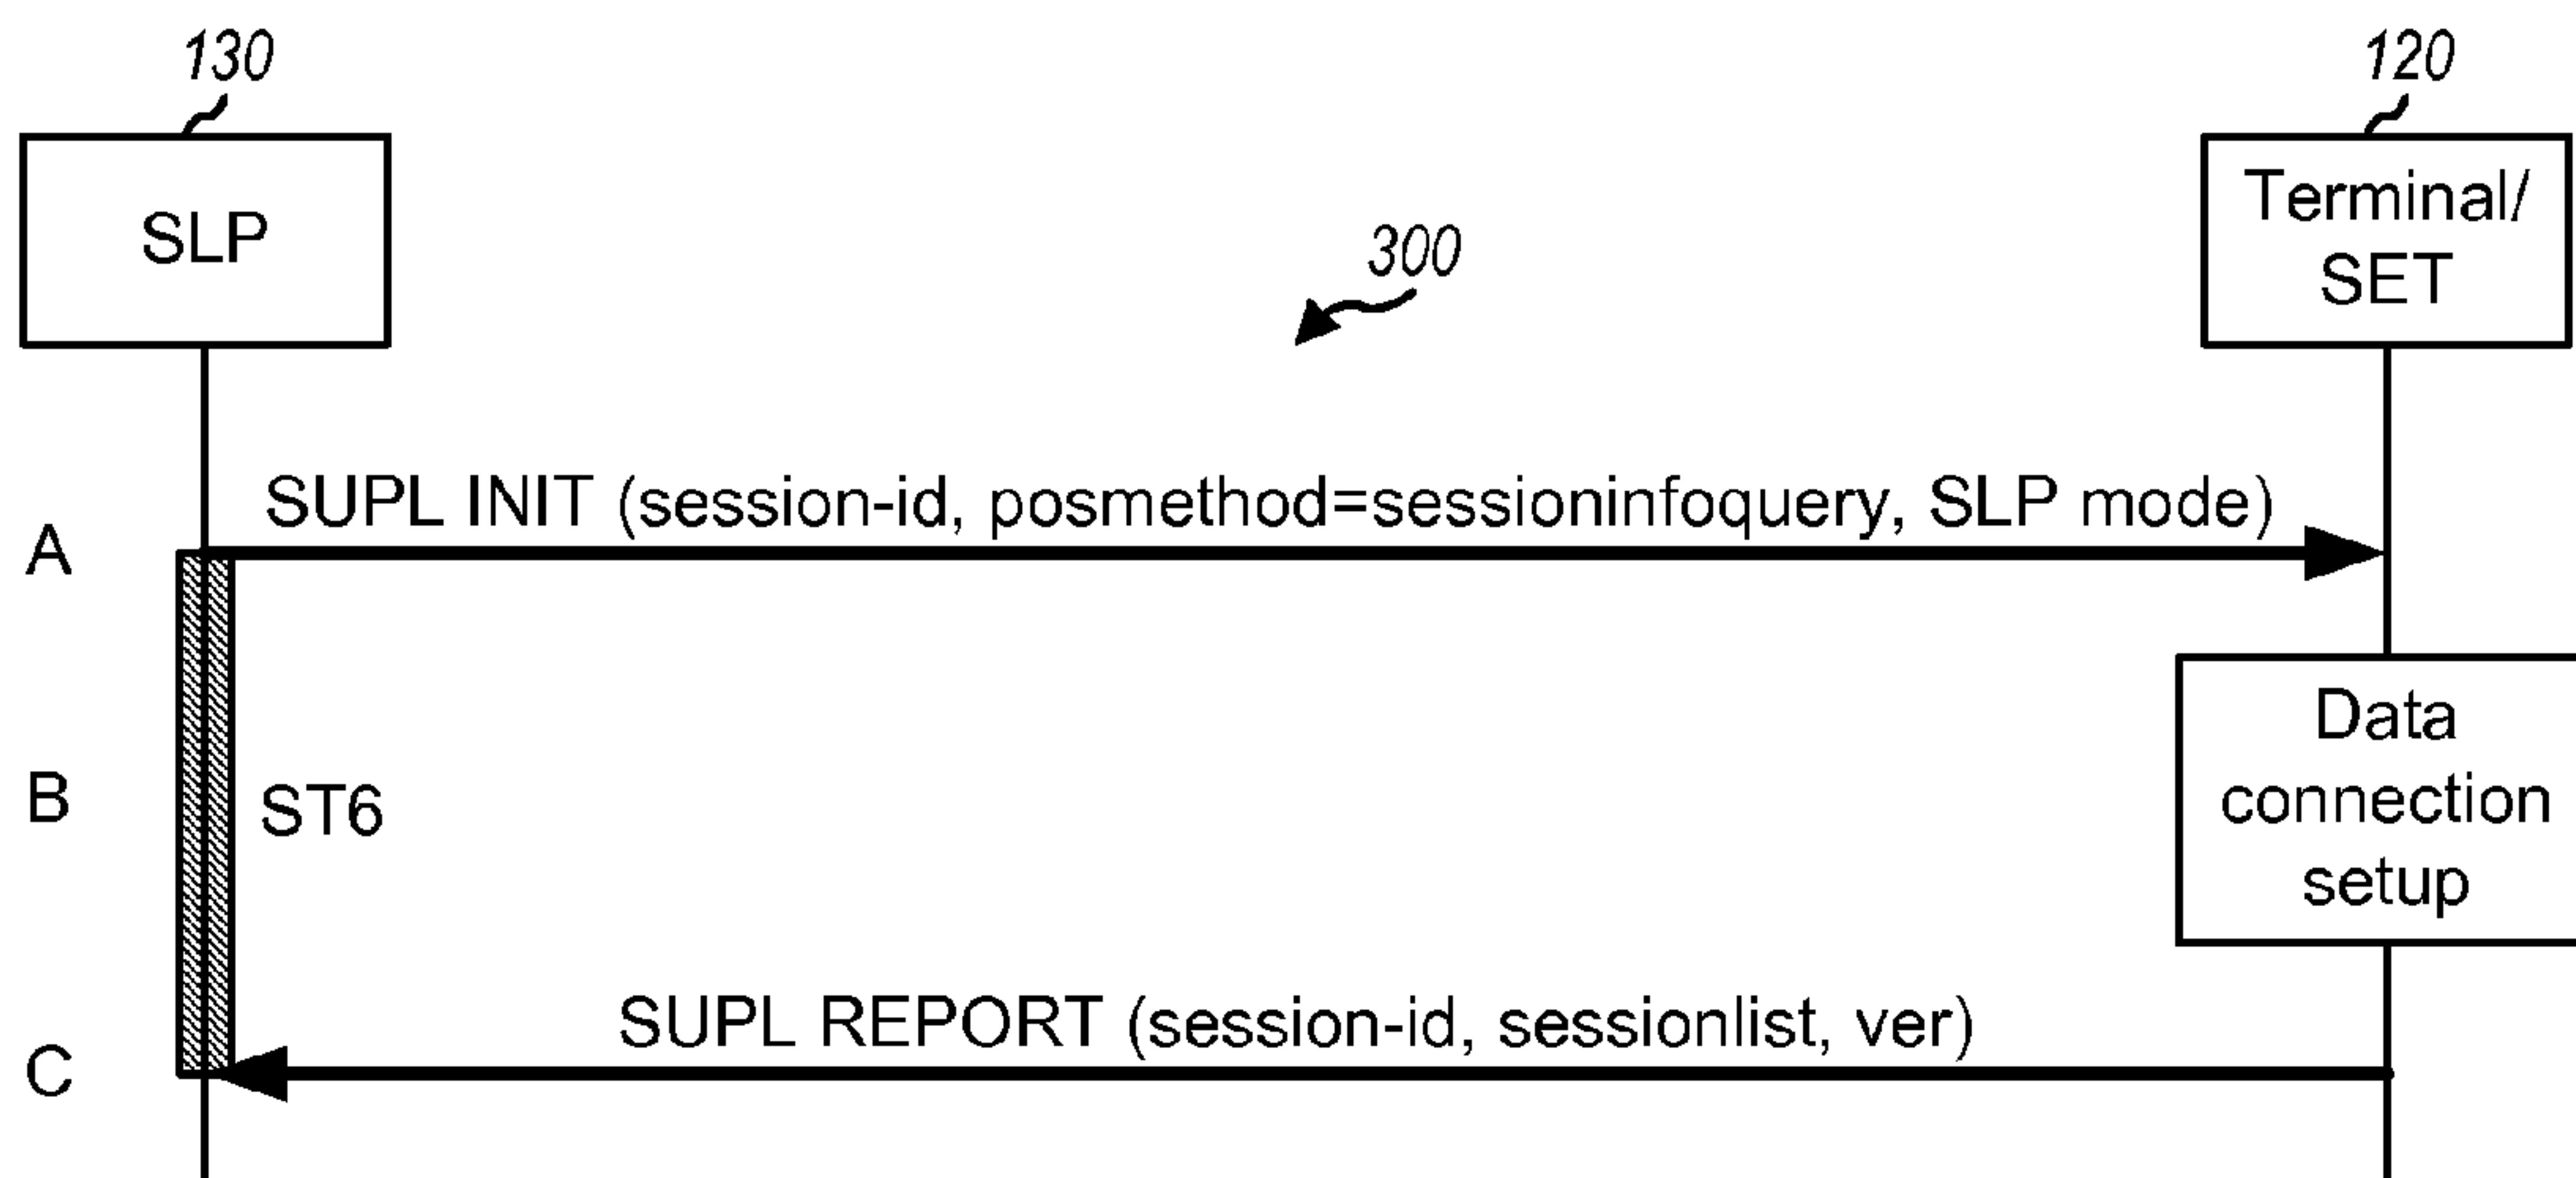 130
120
SLP
Terminal/
SET
300
SUPL INIT (session-id, posmethod=sessioninfoquery, SLP mode)
A
Data
connection
setup
B
ST6
SUPL REPORT (session-id, sessionlist, ver)
C